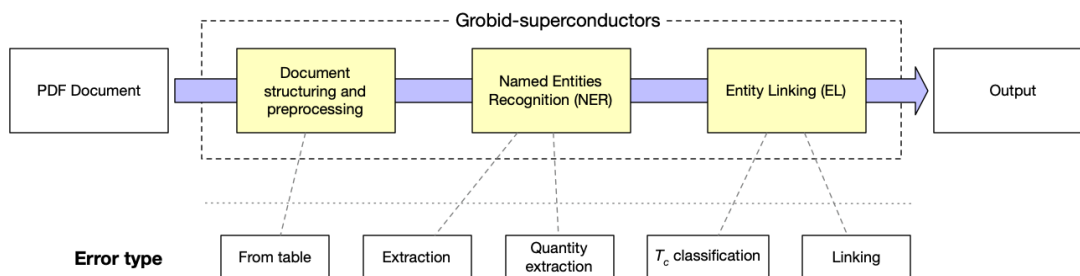 Grobid-superconductors
PDF Document
Document
structuring and
preprocessing
Named Entities
Recognition (NER)
Entity Linking (EL)
Output
Error type
From table
Extraction
Quantity
extraction
Tc classification
Linking